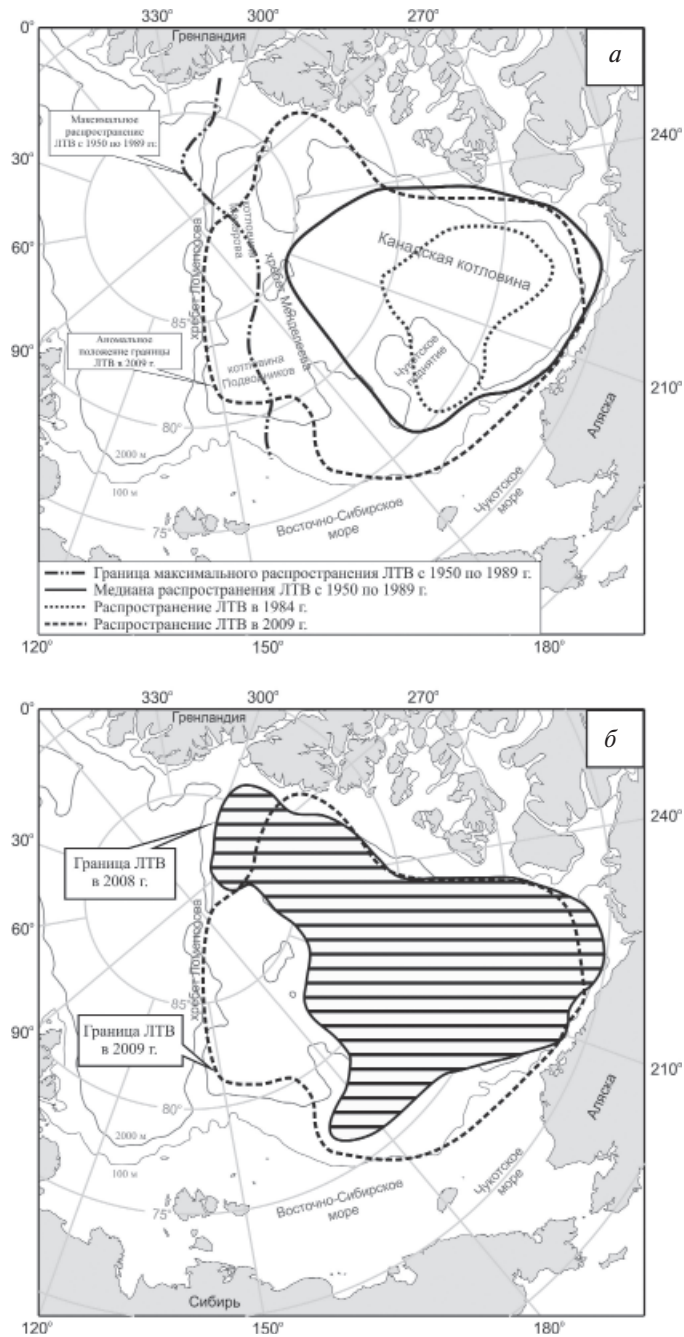 330°
300°
270°
0°
Гренландия
а
Максимальное
распространение
ЛТВ с 1950 по 1989 гг.
240°
30°
котловина
Макарова
Канадская котловина
60°
хребет Ломоносова
хребет Менделеева
85°
Аномальное
положение границы
ЛТВ в 2009 г.
котловина
Подводников
Чукотское
поднятие
90°
210°
Аляска
80°
2000 м
100 м
75°
Восточно-Сибирское
море
Чукотское
море
Граница максимального распространения ЛТВ с 1950 по 1989 г.
Медиана распространения ЛТВ с 1950 по 1989 г.
Распространение ЛТВ в 1984 г.
Распространение ЛТВ в 2009 г.
120°
150°
180°
330°
300°
270°
0°
Гренландия
б
240°
30°
Граница ЛТВ
в 2008 г.
60°
хребет Ломоносова
85°
Граница ЛТВ
в 2009 г.
90°
210°
Аляска
80°
2000 м
100 м
75°
Восточно-Сибирское
море
Чукотское
море
Сибирь
120°
150°
180°